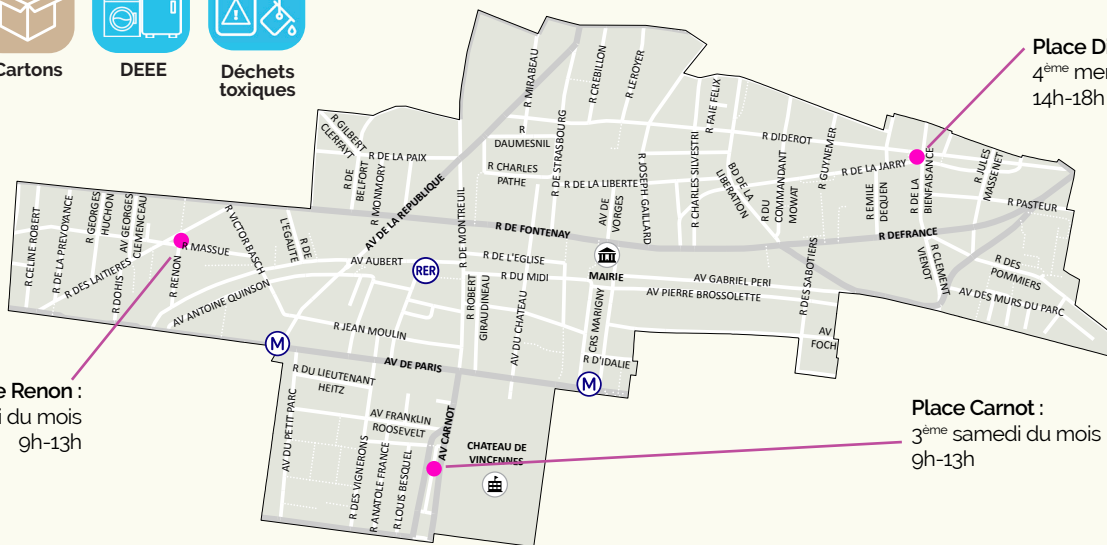 Cartons
DEEE
Déchets
toxiques
Place Di
4ème mer
14h-18h
R MIRABEAU
R CREBILLON
R LEROYER
R FAIE FELIX
R GILBERT
CLERFAYT
R DE LA PAIX
R DE
BELFORT
R MONMORY
AV DE LA REPUBLIQUE
R DE MONTREUIL
R
DAUMESNIL
R CHARLES
PATHE
R DE STRASBOURG
R DE LA LIBERTE
AV DE
VORGES
R JOSEPH GAILLARD
R CHARLES SILVESTRI
BD DE LA
LIBERATION
R DIDEROT
R DU
COMMANDANT
MOWAT
R GUYNEMER
R DE LA JARRY
R EMILE
DEQUEN
R DE LA
BIENFAISANCE
R JULES
MASSENET
R PASTEUR
R CELINE ROBERT
R DE LA PREVOYANCE
R GEORGES
HUCHON
AV GEORGES
CLEMENCEAU
R DES LAITIERES
R DOHIS
R RENON
R MASSUE
R VICTOR BASCH
R DE
L'EGAUTE
AV ANTOINE QUINSON
AV AUBERT
RER
R DE FONTENAY
R DE L'EGLISE
R DU MIDI
R ROBERT
GIRAUDINEAU
AV DU CHATEAU
MAIRIE
CRS MARIGNY
AV GABRIEL PERI
AV PIERRE BROSSOLETTE
R DES SABOTIERS
R DEFRANCE
R CLEMENT
VIENOT
R DES
POMMIERS
AV DES MURS DU PARC
AV
FOCH
R JEAN MOULIN
M
AV DE PARIS
R D'IDALIE
M
R DU LIEUTENANT
HEITZ
AV DU PETIT PARC
AV FRANKLIN
ROOSEVELT
R DES VIGNERONS
R ANATOLE FRANCE
R LOUIS BESQUEL
AV CARNOT
CHATEAU DE
VINCENNES
e Renon :
i du mois
9h-13h
Place Carnot :
3ème samedi du mois
9h-13h